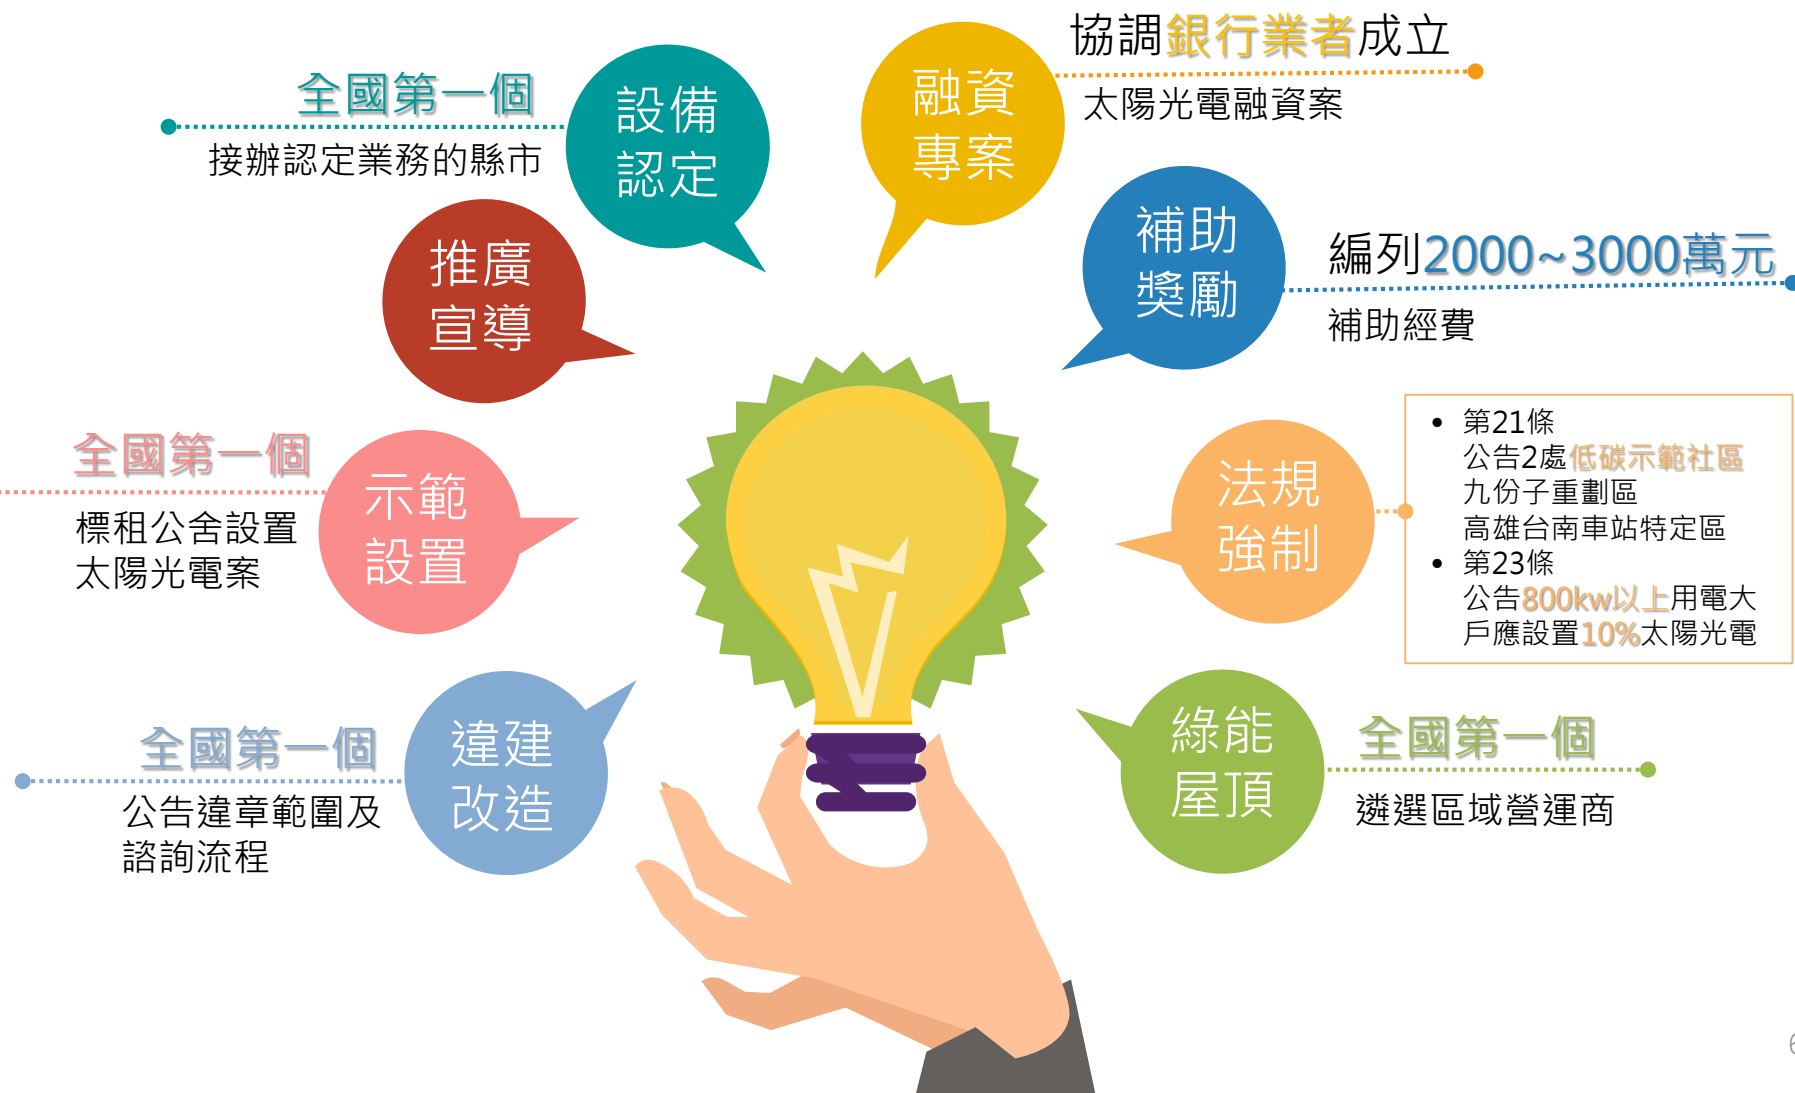 協調銀行業者成立
太陽光電融資案
融資
專案
全國第一個
接辦認定業務的縣市
設備
認定
補助
獎勵
編列2000~3000萬元
補助經費
推廣
宣導
全國第一個
標租公舍設置
太陽光電案
示範
設置
法規
強制
• 第21條
公告2處低碳示範社區
九份子重劃區
高雄台南車站特定區
• 第23條
公告800kw以上用電大
戶應設置10%太陽光電
全國第一個
公告違章範圍及
諮詢流程
違建
改造
綠能
屋頂
全國第一個
遴選區域營運商